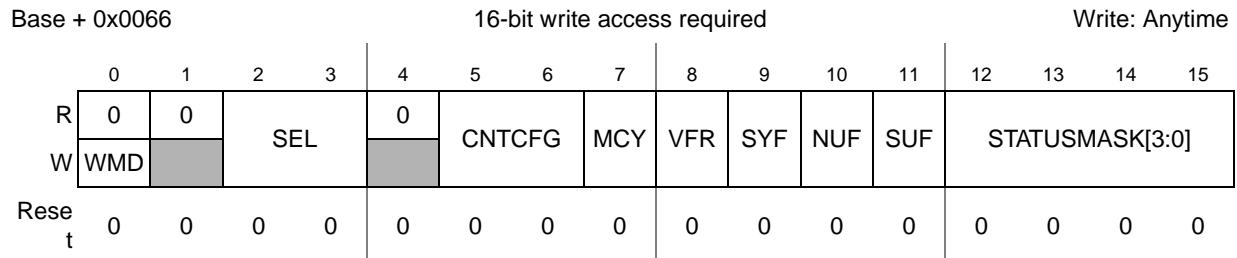 Base + 0x0066 16-bit write access required Write: Anytime
0 1 2 3 4 5 6 7 8 9 10 11 12 13 14 15
R 0 0 SEL 0 CNTCFG MCY VFR SYF NUF SUF STATUSMASK[3:0]
W WMD
Rese
t 0 0 0 0 0 0 0 0 0 0 0 0 0 0 0 0